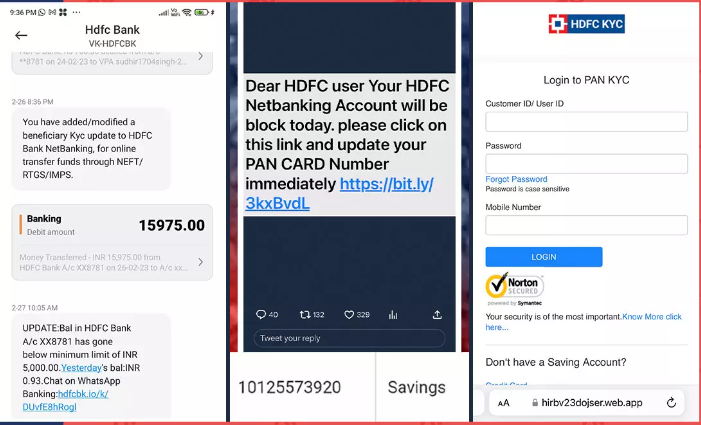 9:36 PM
Hdfc Bank
VK-HDFCBK
**8781 on 24-02-23 to VPA sudhir1704singh-2...
2-26 8:36 PM
You have added/modified a
beneficiary Kyc update to HDFC
Bank NetBanking, for online
transfer funds through NEFT/
RTGS/IMPS.
Banking 15975.00
Debit amount
Money Transferred - INR 15,975.00 from
HDFC Bank A/c XX8781 on 26-02-23 to A/c xx...
2-27 10:05 AM
UPDATE:Bal in HDFC Bank
A/c XX8781 has gone
below minimum limit of INR
5,000.00.Yesterday's bal:INR
0.93.Chat on WhatsApp
Banking:hdfcbk.io/k/
DUvfE8hRogl
Dear HDFC user Your HDFC
Netbanking Account will be
block today. please click on
this link and update your
PAN CARD Number
immediately https://bit.ly/
3kxBvdL
40 132 329
Tweet your reply
10125573920 Savings
HDFC KYC
Login to PAN KYC
Customer ID/ User ID
Password
Forgot Password
Password is case sensitive
Mobile Number
LOGIN
Norton
SECURED
powered by Symantec
Your security is of the most important.Know More click
here...
Don't have a Saving Account?
Credit Card
AA hirbv23dojser.web.app